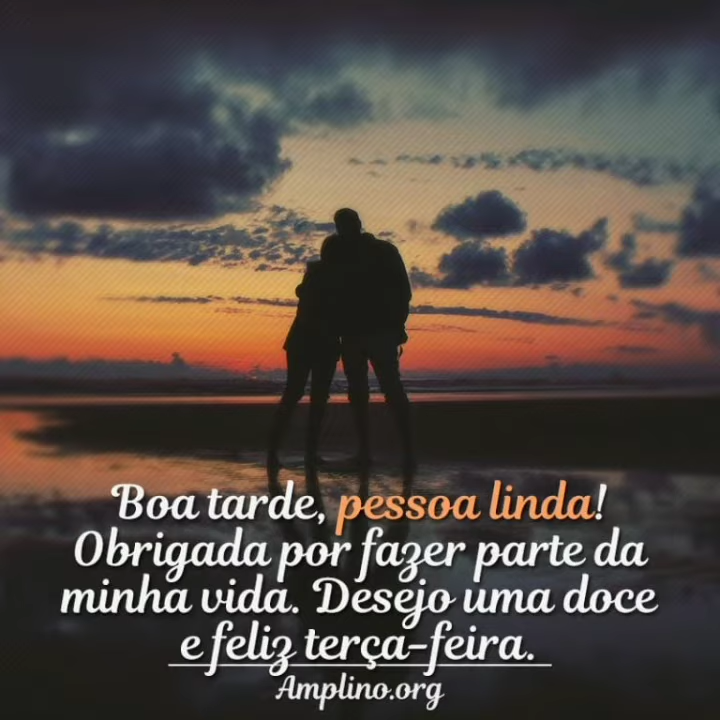 Boa tarde, pessoa linda!
Obrigada por fazer parte da
minha vida. Desejo uma doce
e feliz terça-feira.
Amplino.org